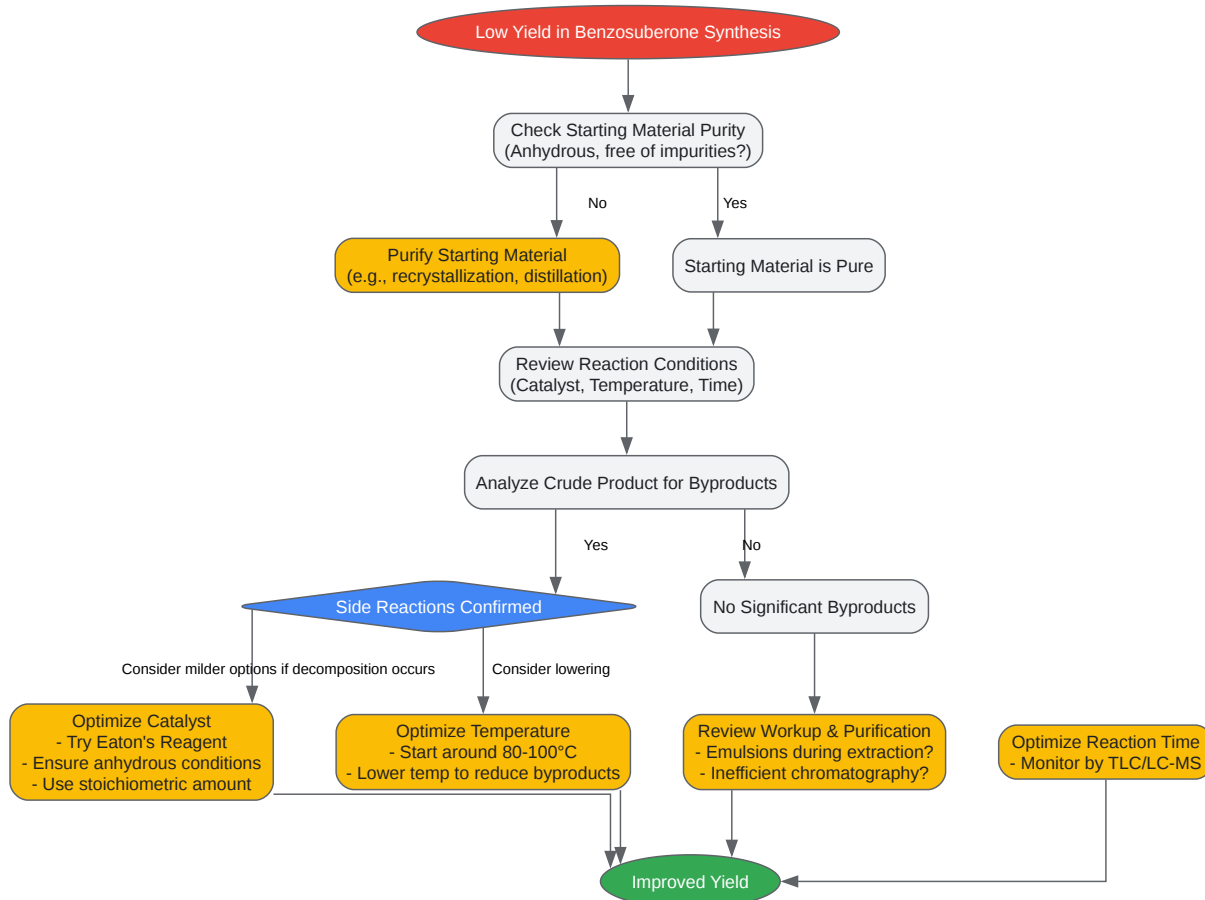 Low Yield in Benzosuberone Synthesis
Check Starting Material Purity
(Anhydrous, free of impurities?)
No
Yes
Purify Starting Material
(e.g., recrystallization, distillation)
Starting Material is Pure
Review Reaction Conditions
(Catalyst, Temperature, Time)
Analyze Crude Product for Byproducts
Yes
No
Side Reactions Confirmed
No Significant Byproducts
Consider milder options if decomposition occurs
Consider lowering
Optimize Catalyst
- Try Eaton's Reagent
- Ensure anhydrous conditions
- Use stoichiometric amount
Optimize Temperature
- Start around 80-100°C
- Lower temp to reduce byproducts
Review Workup & Purification
- Emulsions during extraction?
- Inefficient chromatography?
Optimize Reaction Time
- Monitor by TLC/LC-MS
Improved Yield